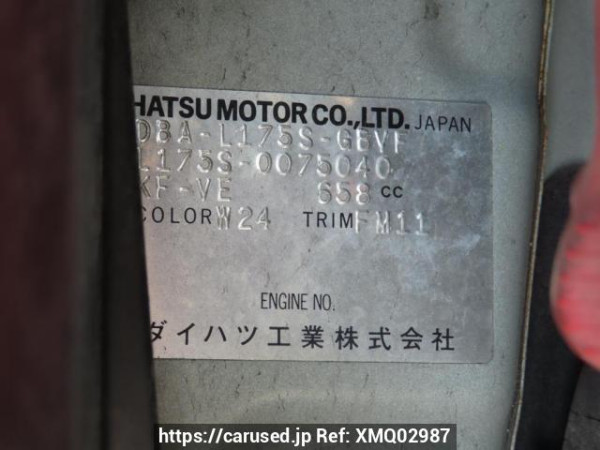 HATSU MOTOR CO.,LTD. JAPAN
DBA-L175S-GBVF
L175S-0075040
KF-VE 658 cc
COLOR W24 TRIM FM11
ENGINE NO.
ダイハツ工業株式会社
https://carused.jp Ref: XMQ02987